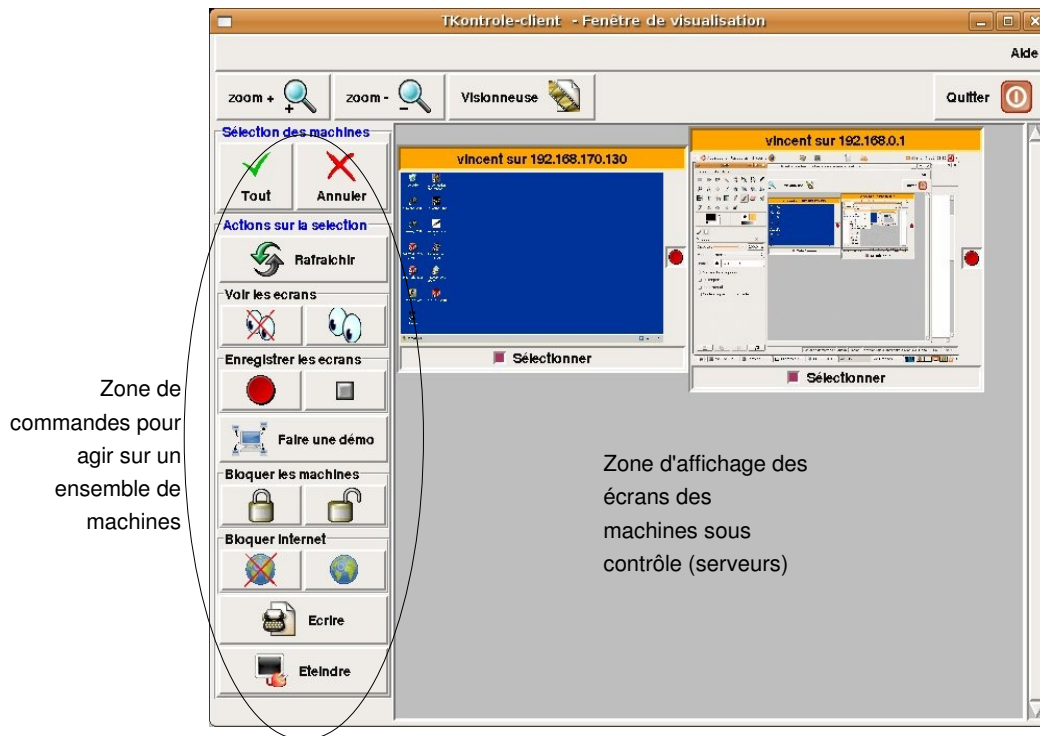 TKontrole-client - Fenêtre de visualisation
Aide
zoom +
zoom -
Visionneuse
Quitter
Sélection des machines
Tout
Annuler
Actions sur la selection
Rafraichir
Voir les ecrans
Enregistrer les ecrans
Faire une démo
Bloquer les machines
Bloquer Internet
Ecrire
Eteindre
vincent sur 192.168.170.130
Sélectionner
vincent sur 192.168.0.1
Sélectionner
Zone de
commandes pour
agir sur un
ensemble de
machines
Zone d'affichage des
écrans des
machines sous
contrôle (serveurs)